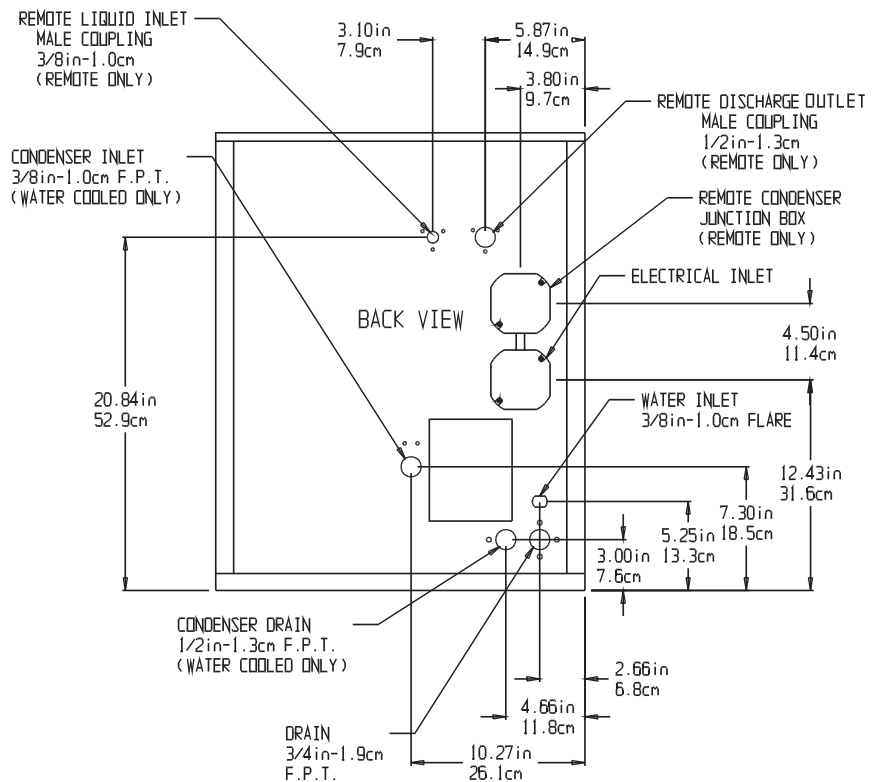 REMOTE LIQUID INLET
MALE COUPLING
3/8in-1.0cm
(REMOTE ONLY)
3.10in
7.9cm
5.87in
14.9cm
3.80in
9.7cm
REMOTE DISCHARGE OUTLET
MALE COUPLING
1/2in-1.3cm
(REMOTE ONLY)
CONDENSER INLET
3/8in-1.0cm F.P.T.
(WATER COOLED ONLY)
REMOTE CONDENSER
JUNCTION BOX
(REMOTE ONLY)
ELECTRICAL INLET
BACK VIEW
4.50in
11.4cm
20.84in
52.9cm
WATER INLET
3/8in-1.0cm FLARE
12.43in
31.6cm
7.30in
18.5cm
5.25in
13.3cm
3.00in
7.6cm
CONDENSER DRAIN
1/2in-1.3cm F.P.T.
(WATER COOLED ONLY)
2.66in
6.8cm
4.66in
11.8cm
DRAIN
3/4in-1.9cm
F.P.T.
10.27in
26.1cm